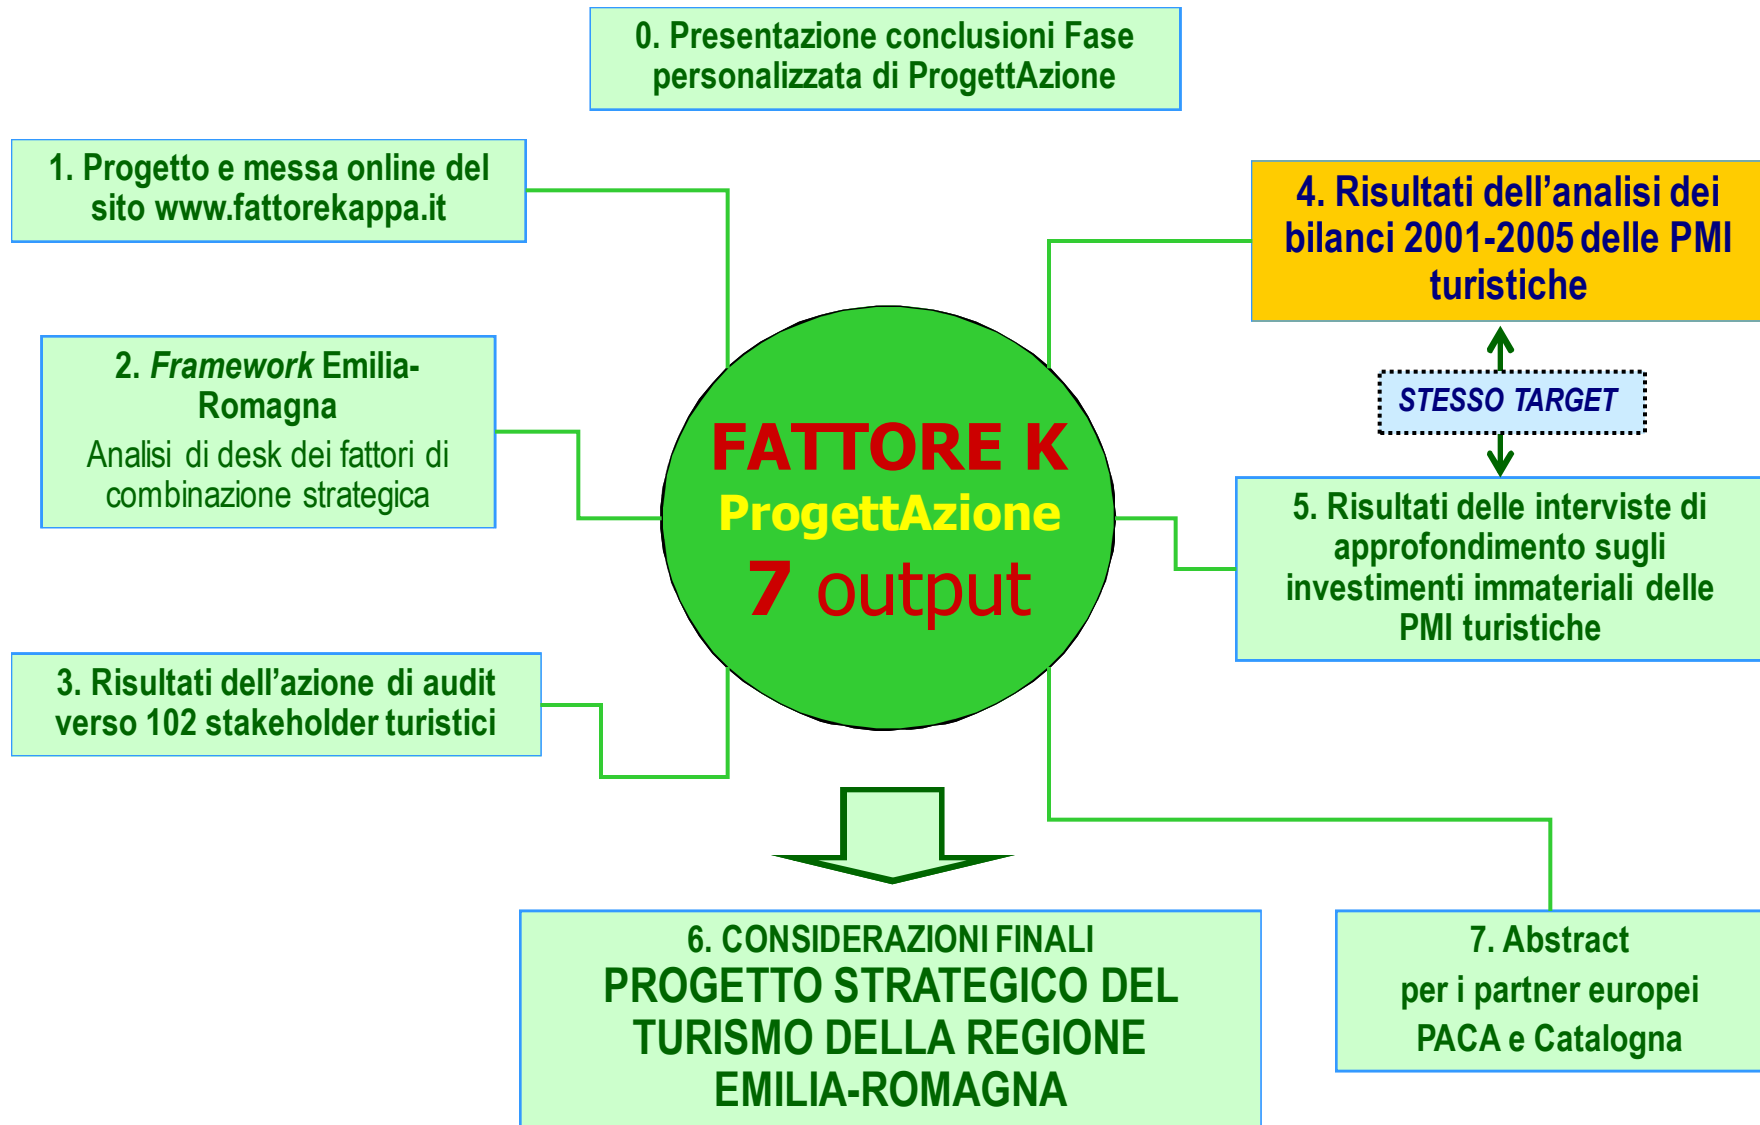 0. Presentazione conclusioni Fase
personalizzata di ProgettAzione
1. Progetto e messa online del
sito www.fattorekappa.it
2. Framework Emilia-
Romagna
Analisi di desk dei fattori di
combinazione strategica
3. Risultati dell’azione di audit
verso 102 stakeholder turistici
FATTORE K
ProgettAzione
7 output
4. Risultati dell’analisi dei
bilanci 2001-2005 delle PMI
turistiche
STESSO TARGET
5. Risultati delle interviste di
approfondimento sugli
investimenti immateriali delle
PMI turistiche
6. CONSIDERAZIONI FINALI
PROGETTO STRATEGICO DEL
TURISMO DELLA REGIONE
EMILIA-ROMAGNA
7. Abstract
per i partner europei
PACA e Catalogna